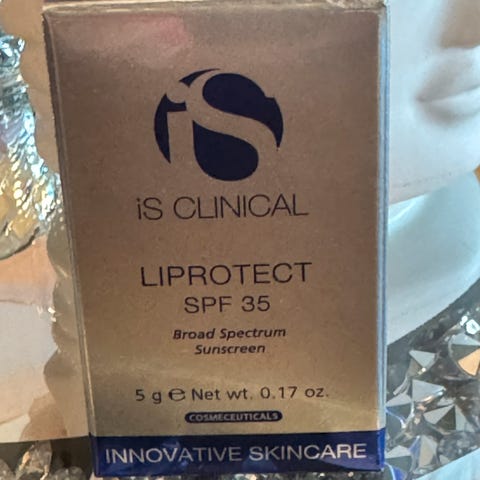 iS
iS CLINICAL
LIPROTECT
SPF 35
Broad Spectrum
Sunscreen
5 g ℮ Net wt. 0.17 oz.
COSMECEUTICALS
INNOVATIVE SKINCARE